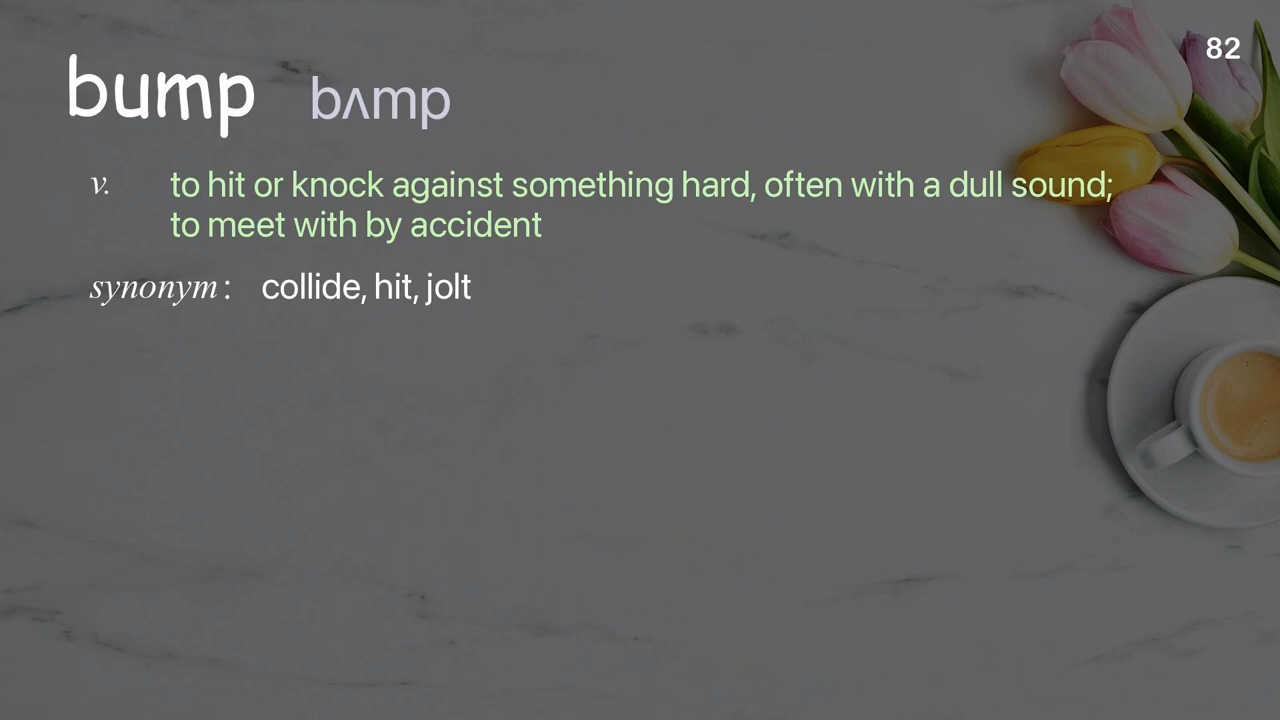 82
bump bʌmp
v. to hit or knock against something hard, often with a dull sound;
to meet with by accident
synonym: collide, hit, jolt